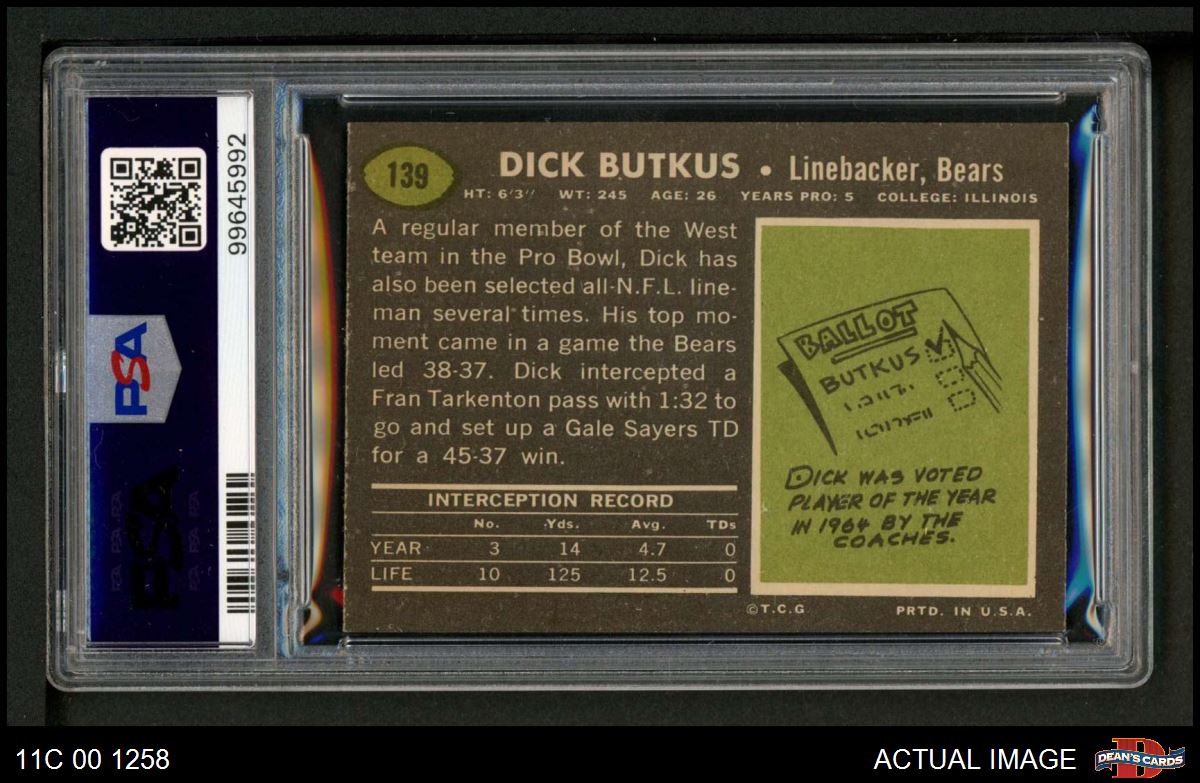 PSA
99645992
139
DICK BUTKUS • Linebacker, Bears
HT: 6'3" WT: 245 AGE: 26 YEARS PRO: 5 COLLEGE: ILLINOIS
A regular member of the West
team in the Pro Bowl, Dick has
also been selected all-N.F.L. line-
man several times. His top mo-
ment came in a game the Bears
led 38-37. Dick intercepted a
Fran Tarkenton pass with 1:32 to
go and set up a Gale Sayers TD
for a 45-37 win.
INTERCEPTION RECORD
No. Yds. Avg. TDs
YEAR 3 14 4.7 0
LIFE 10 125 12.5 0
BALLOT
BUTKUS
DICK WAS VOTED
PLAYER OF THE YEAR
IN 1964 BY THE
COACHES.
©T.C.G PRTD. IN U.S.A.
PSA
11C 00 1258
ACTUAL IMAGE
DEAN'S CARDS